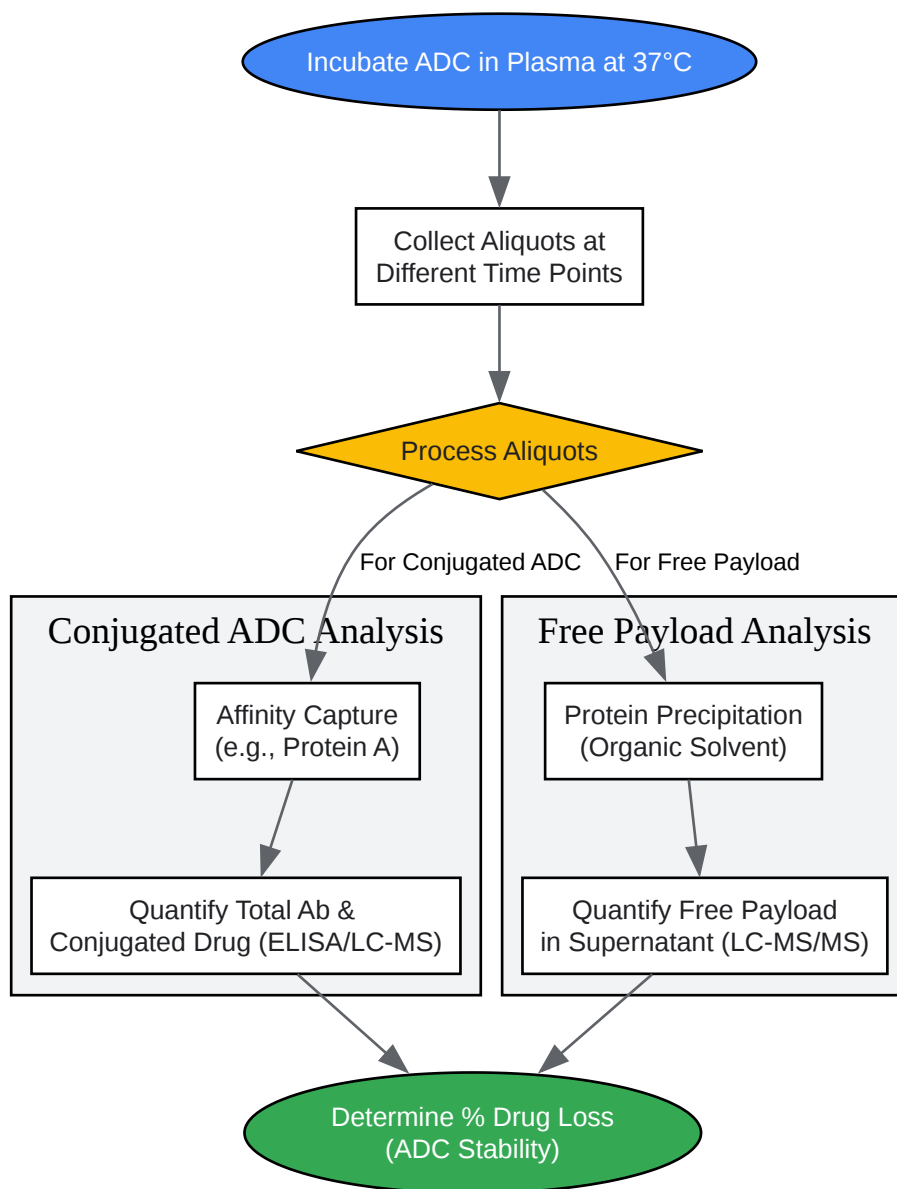 Incubate ADC in Plasma at 37°C
Collect Aliquots at
Different Time Points
Process Aliquots
For Conjugated ADC
For Free Payload
Conjugated ADC Analysis
Free Payload Analysis
Affinity Capture
(e.g., Protein A)
Protein Precipitation
(Organic Solvent)
Quantify Total Ab &
Conjugated Drug (ELISA/LC-MS)
Quantify Free Payload
in Supernatant (LC-MS/MS)
Determine % Drug Loss
(ADC Stability)